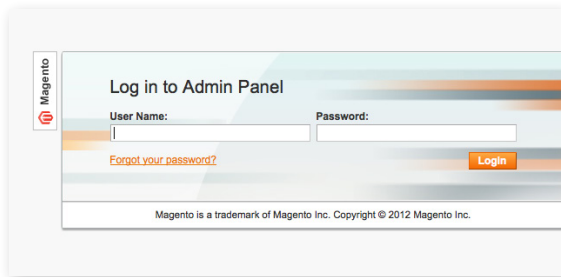 Magento
Log in to Admin Panel
User Name:
Password:
Forgot your password?
Login
Magento is a trademark of Magento Inc. Copyright © 2012 Magento Inc.